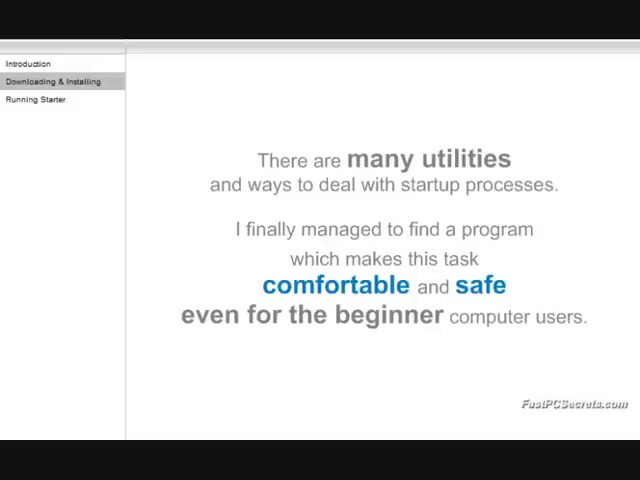 Introduction
Downloading & Installing
Running Starter
There are many utilities
and ways to deal with startup processes.
I finally managed to find a program
which makes this task
comfortable and safe
even for the beginner computer users.
FastPCSecrets.com